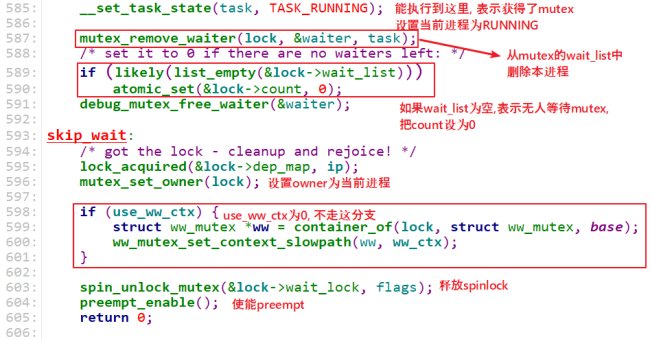 585:     __set_task_state(task, TASK_RUNNING); 能执行到这里, 表示获得了mutex
586: 设置当前进程为RUNNING
587:     mutex_remove_waiter(lock, &waiter, task);
588:     /* set it to 0 if there are no waiters left: */ 从mutex的wait_list中
589:     if (likely(list_empty(&lock->wait_list))) 删除本进程
590:         atomic_set(&lock->count, 0);
591:     debug_mutex_free_waiter(&waiter); 如果wait_list为空,表示无人等待mutex,
592: 把count设为0
593: skip_wait:
594:     /* got the lock - cleanup and rejoice! */
595:     lock_acquired(&lock->dep_map, ip);
596:     mutex_set_owner(lock); 设置owner为当前进程
597:
598:     if (use_ww_ctx) { use_ww_ctx为0, 不走这分支
599:         struct ww_mutex *ww = container_of(lock, struct ww_mutex, base);
600:         ww_mutex_set_context_slowpath(ww, ww_ctx);
601:     }
602:
603:     spin_unlock_mutex(&lock->wait_lock, flags); 释放spinlock
604:     preempt_enable(); 使能preempt
605:     return 0;
606: